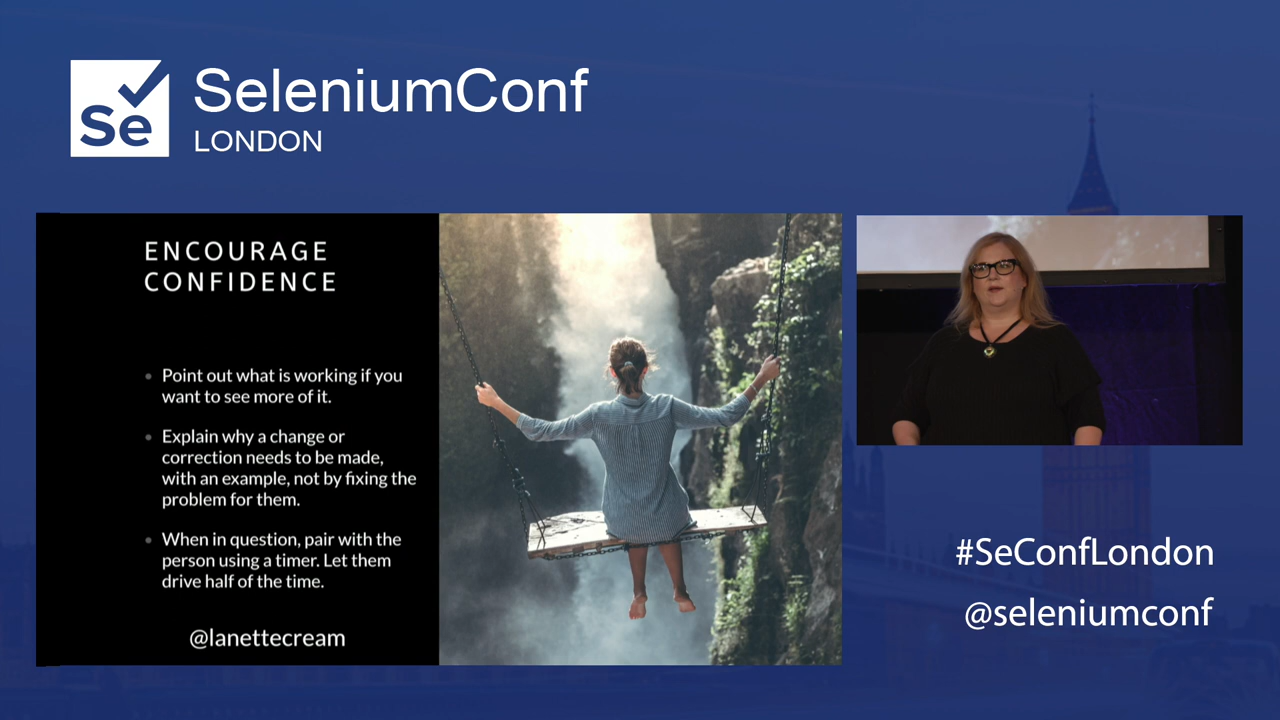 Se
SeleniumConf
LONDON
ENCOURAGE
CONFIDENCE
Point out what is working if you
want to see more of it.
Explain why a change or
correction needs to be made,
with an example, not by fixing the
problem for them.
When in question, pair with the
person using a timer. Let them
drive half of the time.
@lanettecream
#SeConfLondon
@seleniumconf